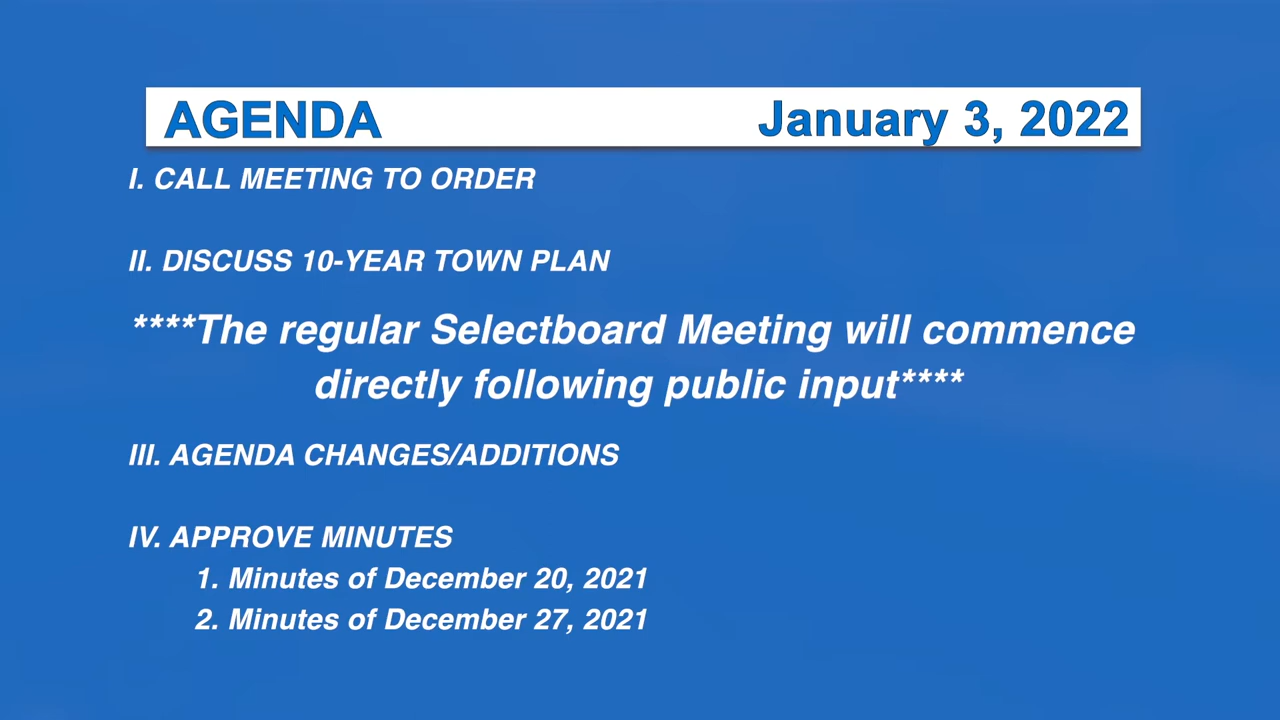 AGENDA January 3, 2022
I. CALL MEETING TO ORDER
II. DISCUSS 10-YEAR TOWN PLAN
****The regular Selectboard Meeting will commence
directly following public input****
III. AGENDA CHANGES/ADDITIONS
IV. APPROVE MINUTES
1. Minutes of December 20, 2021
2. Minutes of December 27, 2021